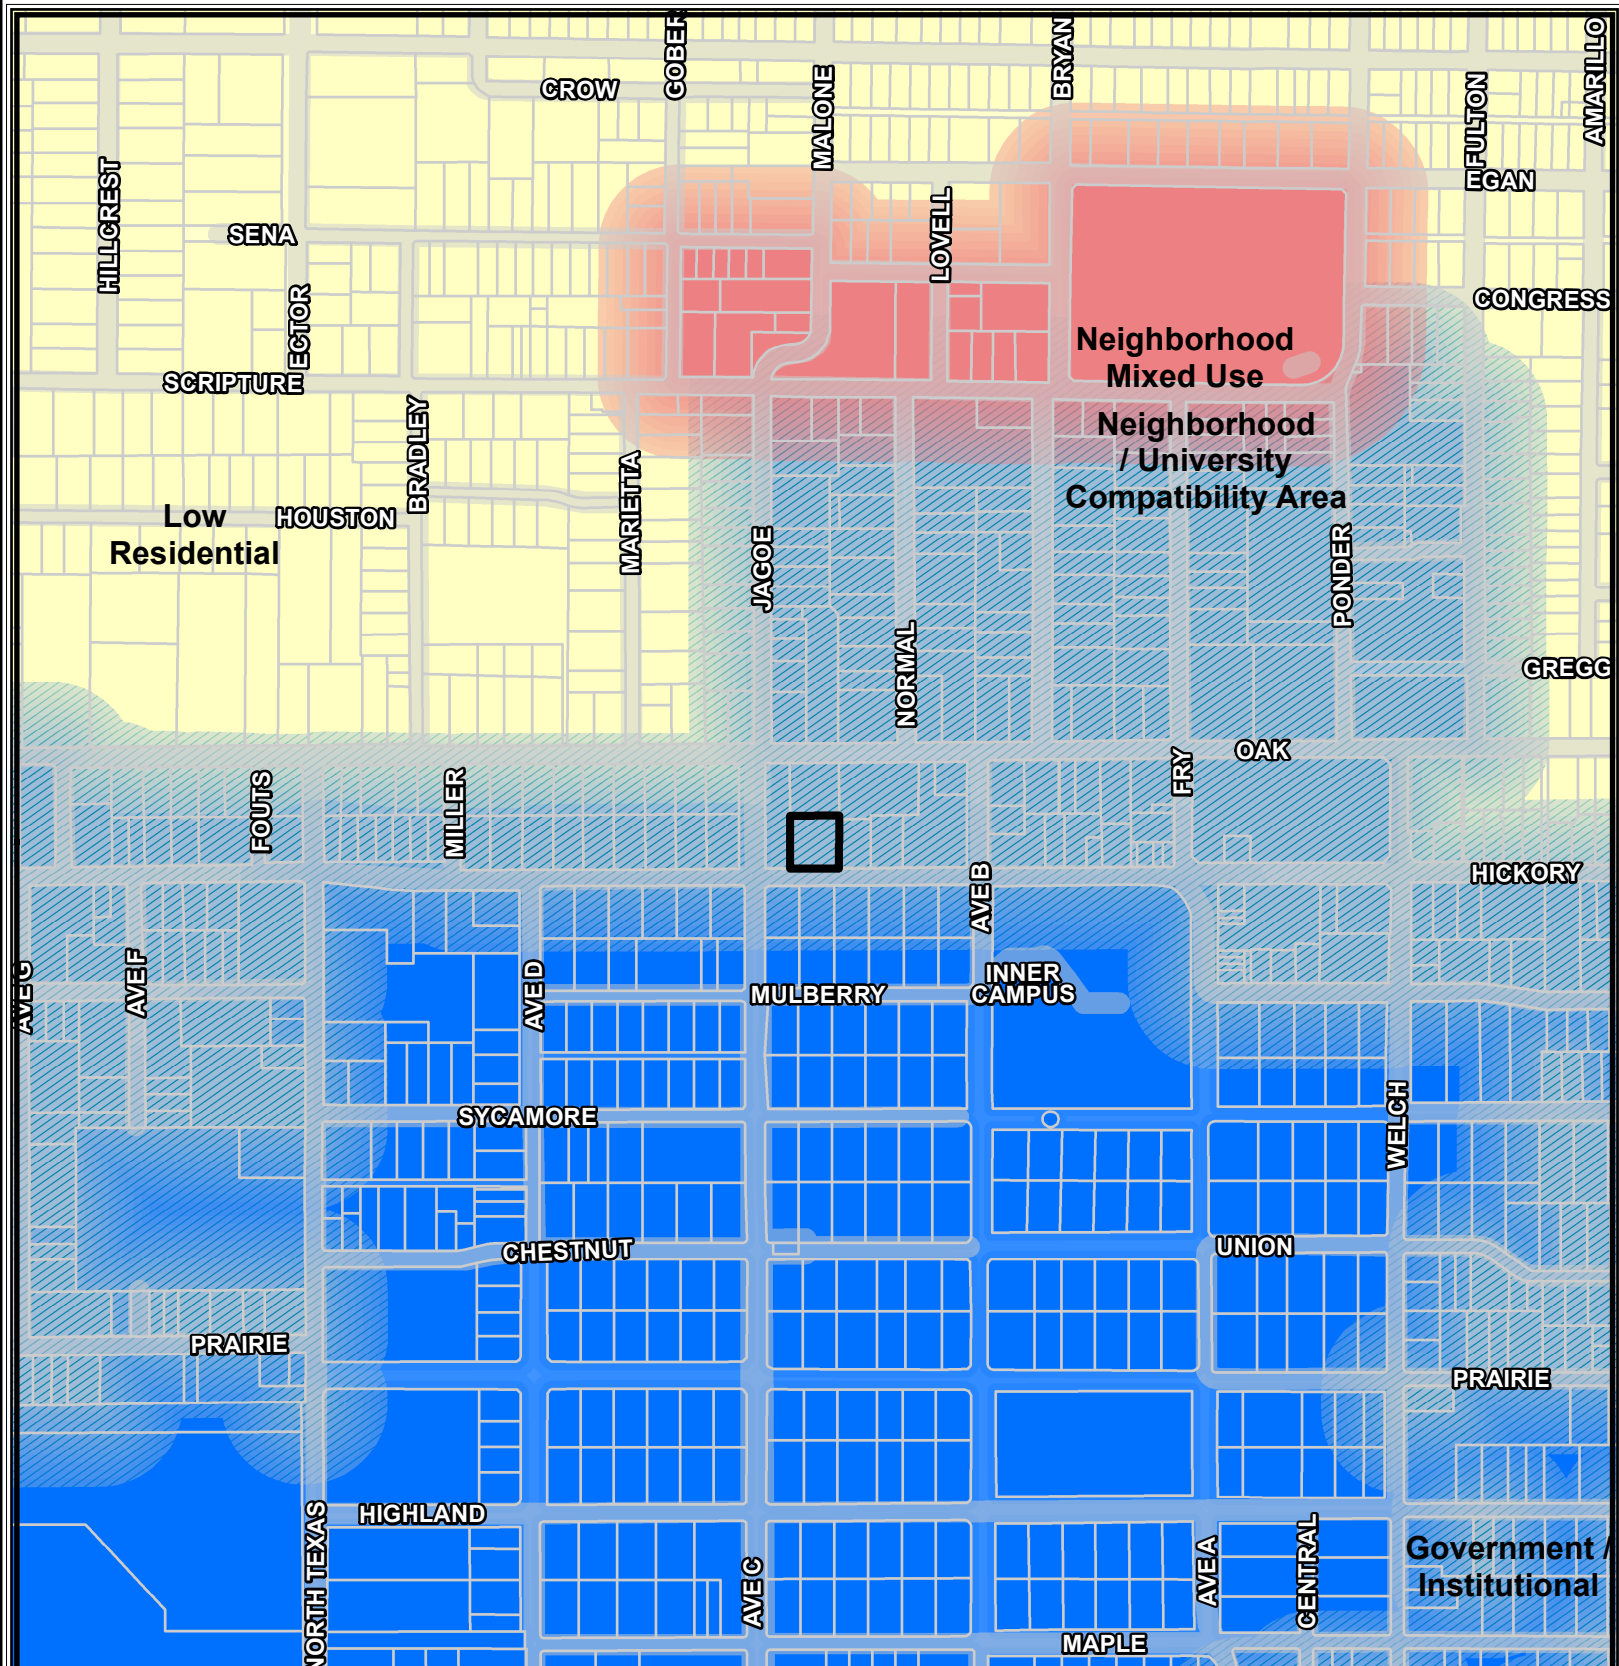 GOBER
BRYAN
AMARILLO
CROW
MALONE
FULTON
HILLCREST
EGAN
LOVELL
SENA
ECTOR
CONGRESS
Neighborhood
Mixed Use
SCRIPTURE
BRADLEY
Neighborhood
/ University
Compatibility Area
MARIETTA
Low
Residential
HOUSTON
JAGOE
PONDER
NORMAL
GREGG
OAK
FRY
FOUTS
MILLER
HICKORY
AVE B
AVE G
AVE F
AVE D
MULBERRY
INNER
CAMPUS
SYCAMORE
WELCH
CHESTNUT
UNION
PRAIRIE
PRAIRIE
HIGHLAND
NORTH TEXAS
AVE C
AVE A
CENTRAL
Government /
Institutional
MAPLE